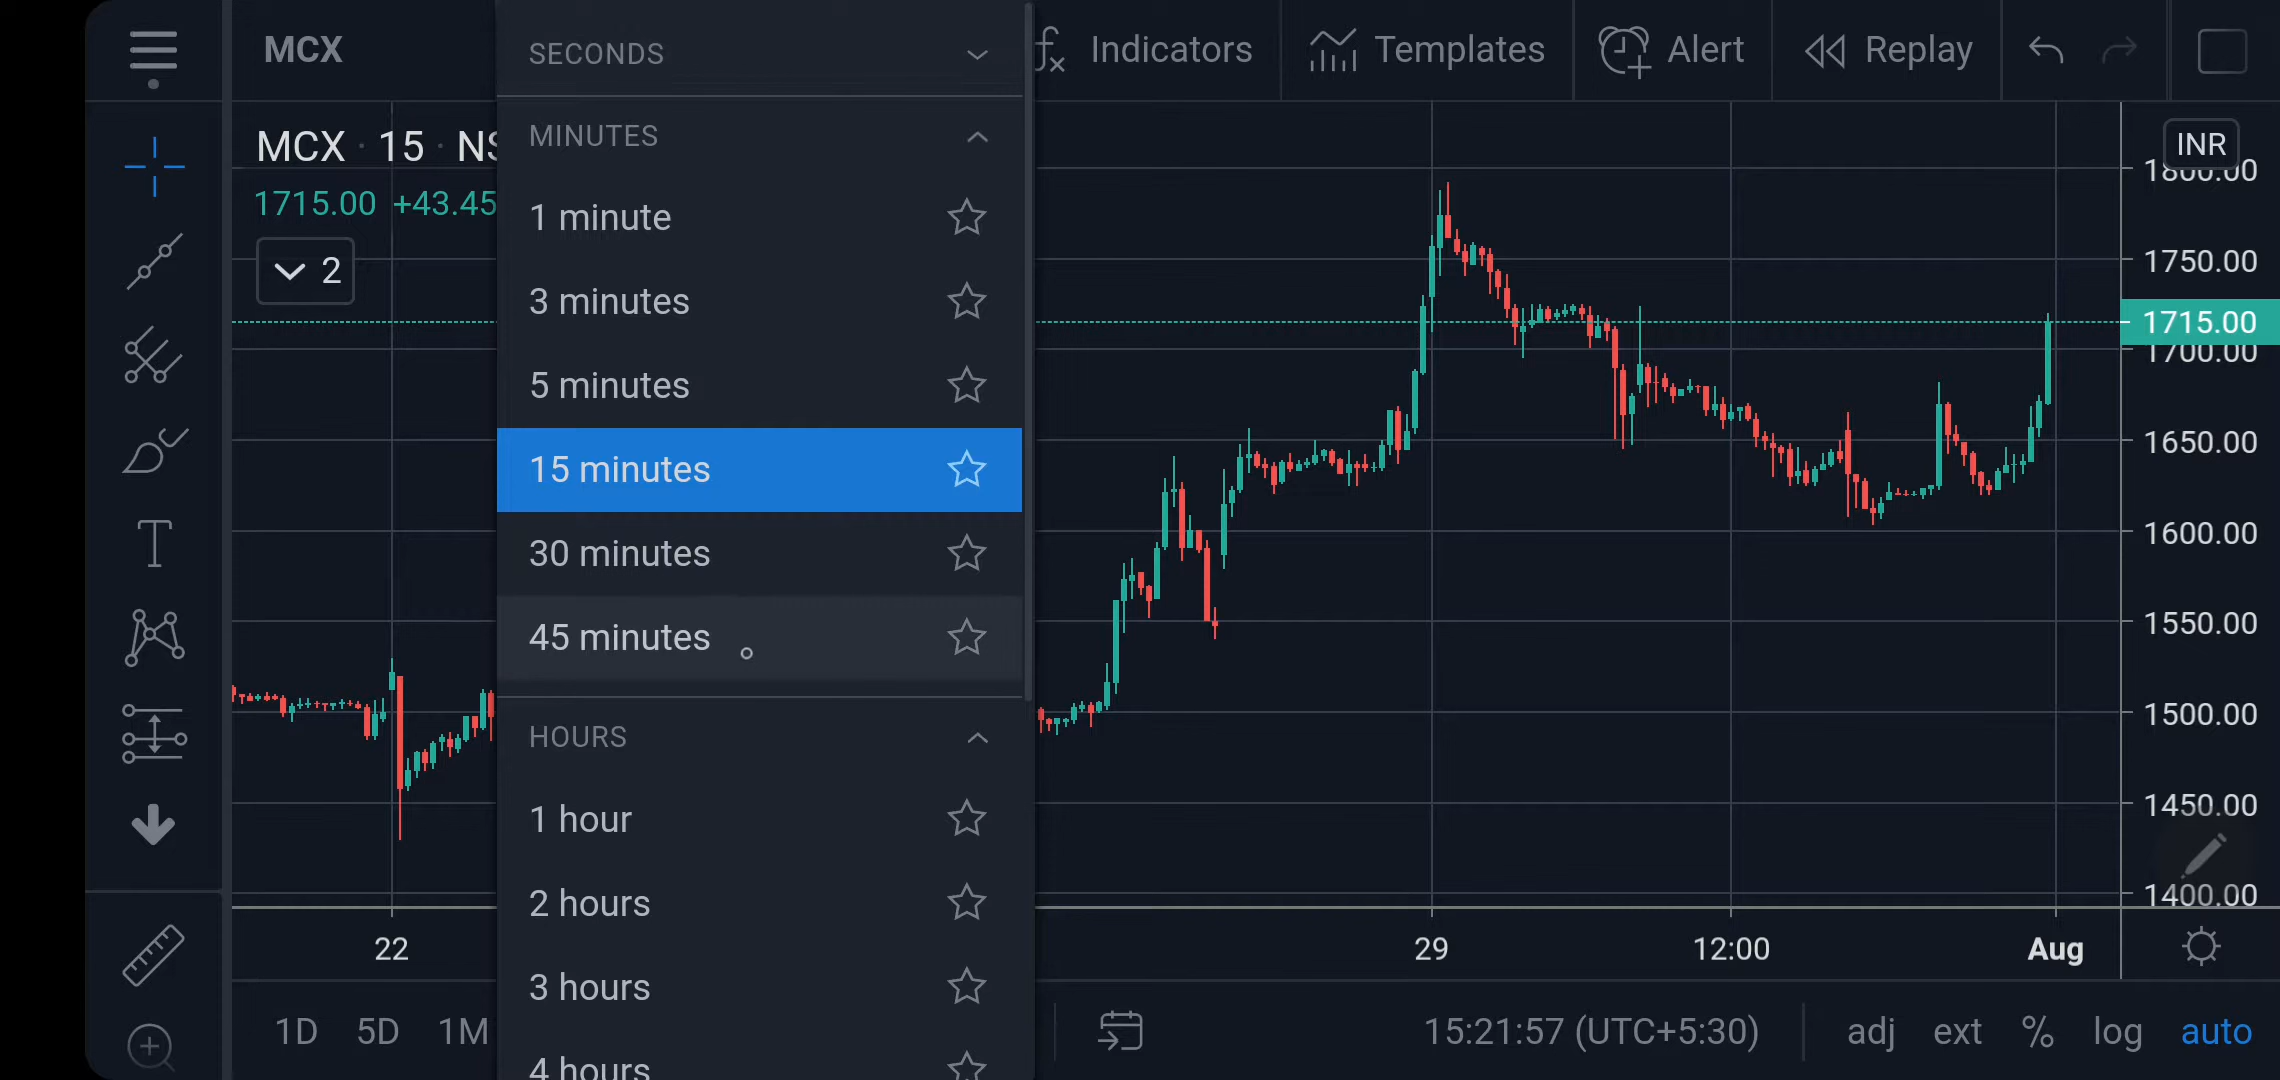 MCX
SECONDS
Indicators
Templates
Alert
Replay
MINUTES
MCX · 15 ·
1715.00 +43.45
2
1 minute
3 minutes
5 minutes
15 minutes
30 minutes
45 minutes
HOURS
1 hour
2 hours
3 hours
4 hours
INR
1800.00
1750.00
1715.00
1700.00
1650.00
1600.00
1550.00
1500.00
1450.00
1400.00
22
29
12:00
Aug
1D 5D 1M
15:21:57 (UTC+5:30)
adj ext % log auto